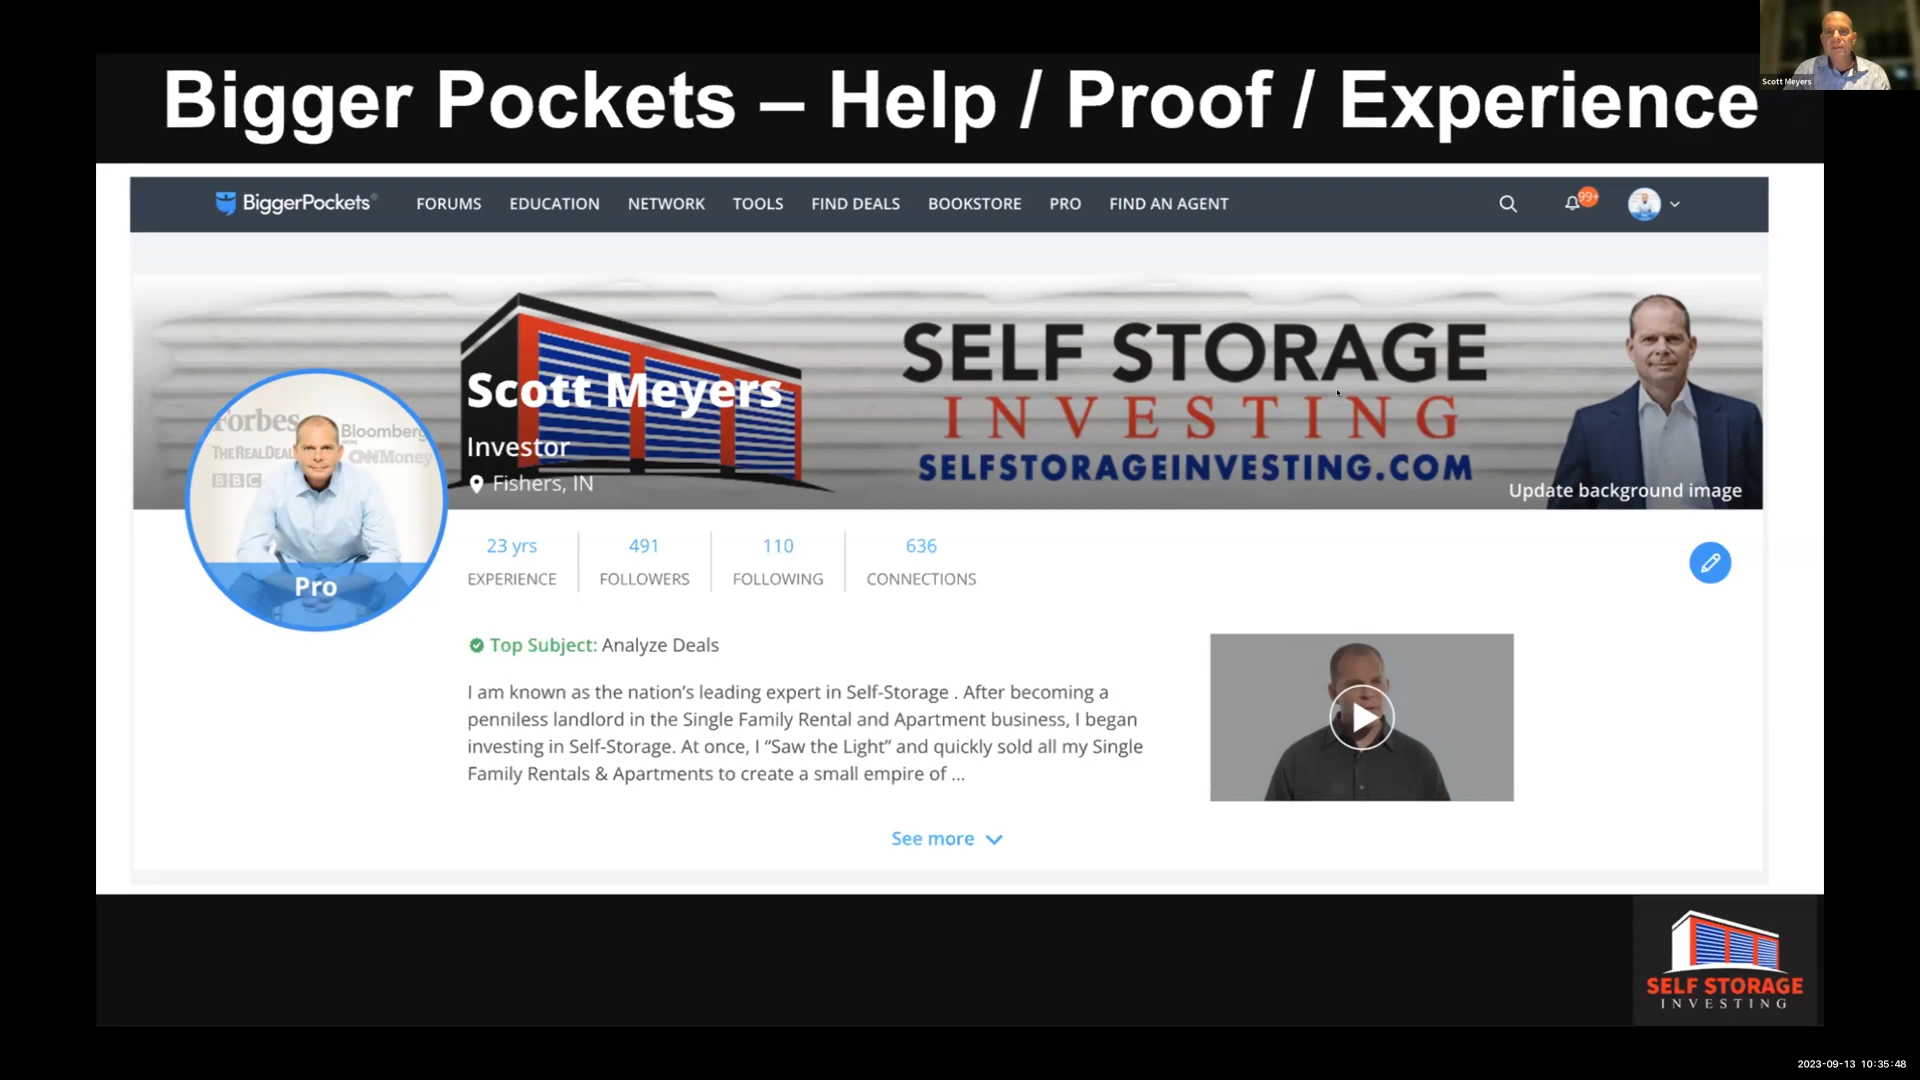 Scott Meyers
Bigger Pockets – Help / Proof / Experience
BiggerPockets® FORUMS EDUCATION NETWORK TOOLS FIND DEALS BOOKSTORE PRO FIND AN AGENT 99+
SELF STORAGE
INVESTING
SELFSTORAGEINVESTING.COM
Scott Meyers
Investor
Fishers, IN
Update background image
Forbes Bloomberg
THE REAL DEAL CNNMoney
BBC
Pro
23 yrs 491 110 636
EXPERIENCE FOLLOWERS FOLLOWING CONNECTIONS
Top Subject: Analyze Deals
I am known as the nation's leading expert in Self-Storage . After becoming a
penniless landlord in the Single Family Rental and Apartment business, I began
investing in Self-Storage. At once, I “Saw the Light” and quickly sold all my Single
Family Rentals & Apartments to create a small empire of ...
See more
SELF STORAGE
INVESTING
2023-09-13 10:35:48